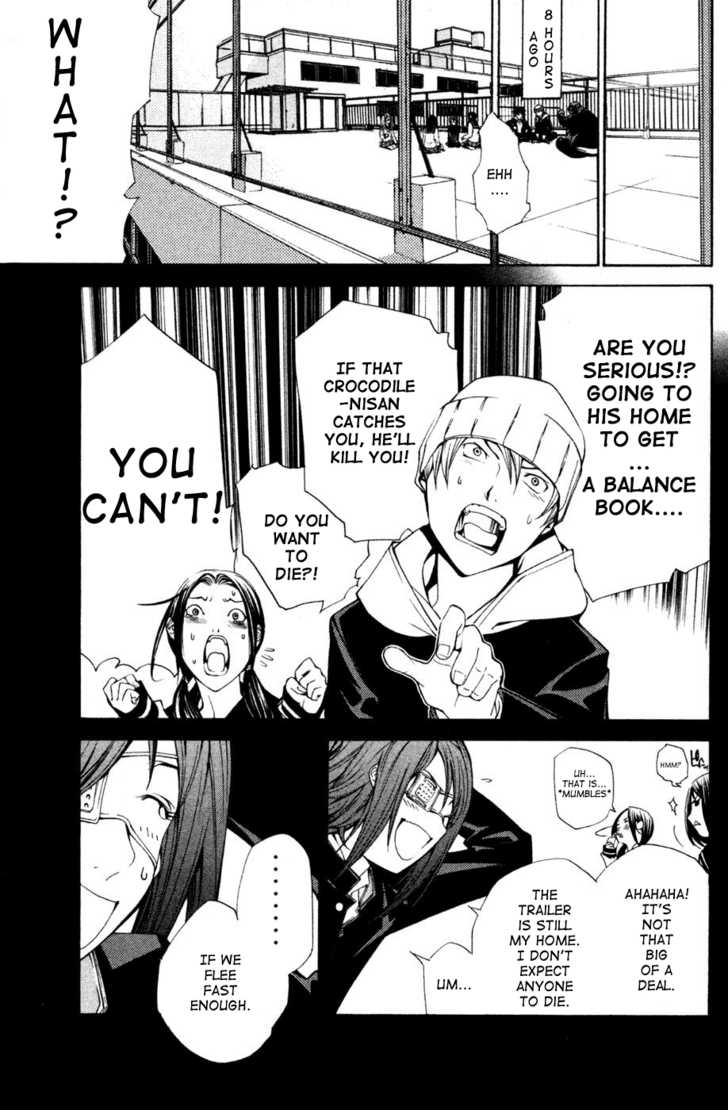 8 HOURS
AGO
EHH
....
WHAT!?
ARE YOU
SERIOUS!?
GOING TO
HIS HOME
TO GET
...
A BALANCE
BOOK....
IF THAT
CROCODILE
-NISAN
CATCHES
YOU, HE'LL
KILL YOU!
DO YOU
WANT
TO
DIE?!
YOU
CAN'T!
HMM?
UH...
THAT IS...
*MUMBLES*
AHAHAHA!
IT'S
NOT
THAT
BIG
OF A
DEAL.
THE
TRAILER
IS STILL
MY HOME.
I DON'T
EXPECT
ANYONE
TO DIE.
UM...
........
IF WE
FLEE
FAST
ENOUGH.